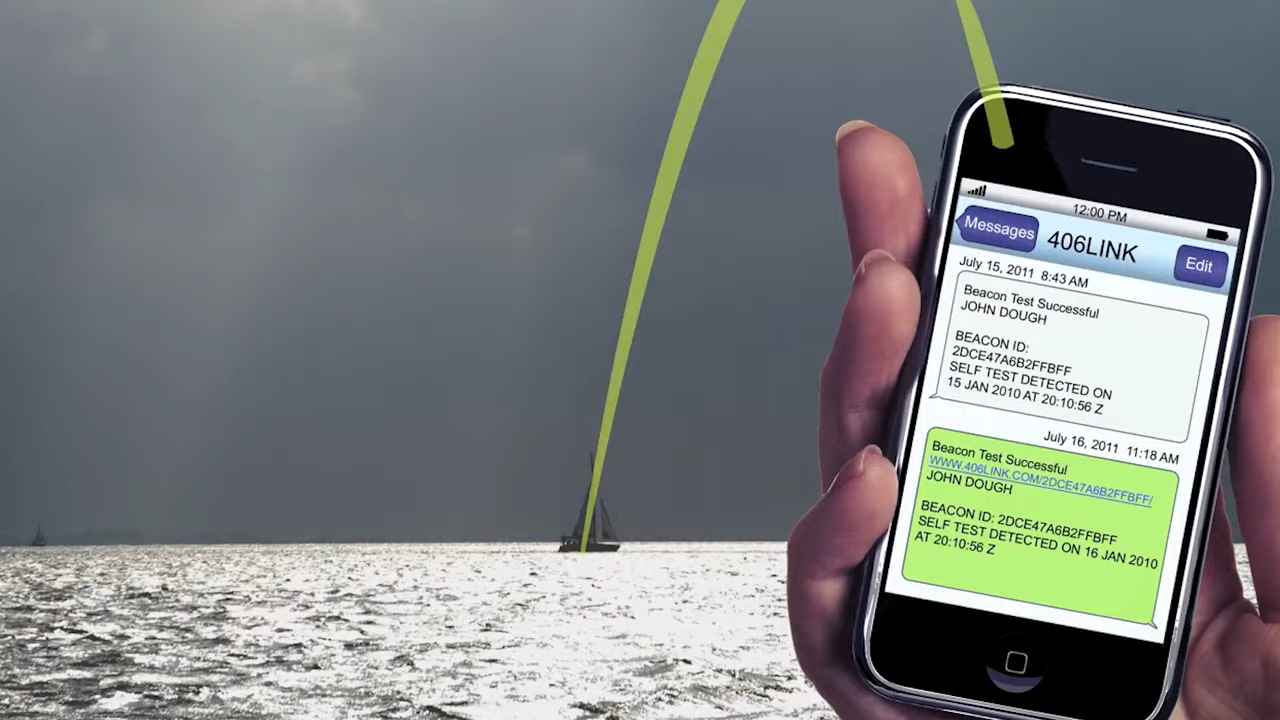 12:00 PM
Messages
406LINK
Edit
July 15, 2011 8:43 AM
Beacon Test Successful
JOHN DOUGH
BEACON ID:
2DCE47A6B2FFBFF
SELF TEST DETECTED ON
15 JAN 2010 AT 20:10:56 Z
July 16, 2011 11:18 AM
Beacon Test Successful
WWW.406LINK.COM/2DCE47A6B2FFBFF/
JOHN DOUGH
BEACON ID: 2DCE47A6B2FFBFF
SELF TEST DETECTED ON 16 JAN 2010
AT 20:10:56 Z